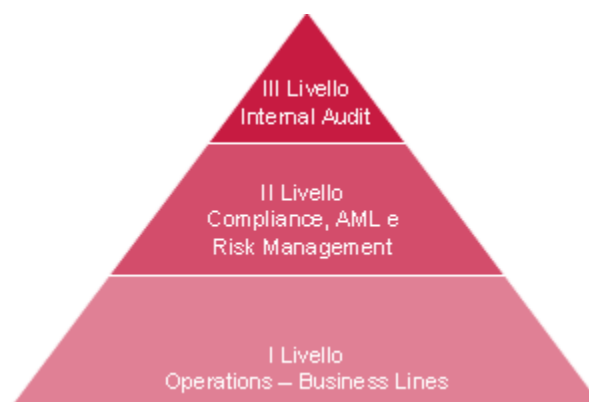 III Livello
Internal Audit
II Livello
Compliance, AML e
Risk Management
I Livello
Operations – Business Lines